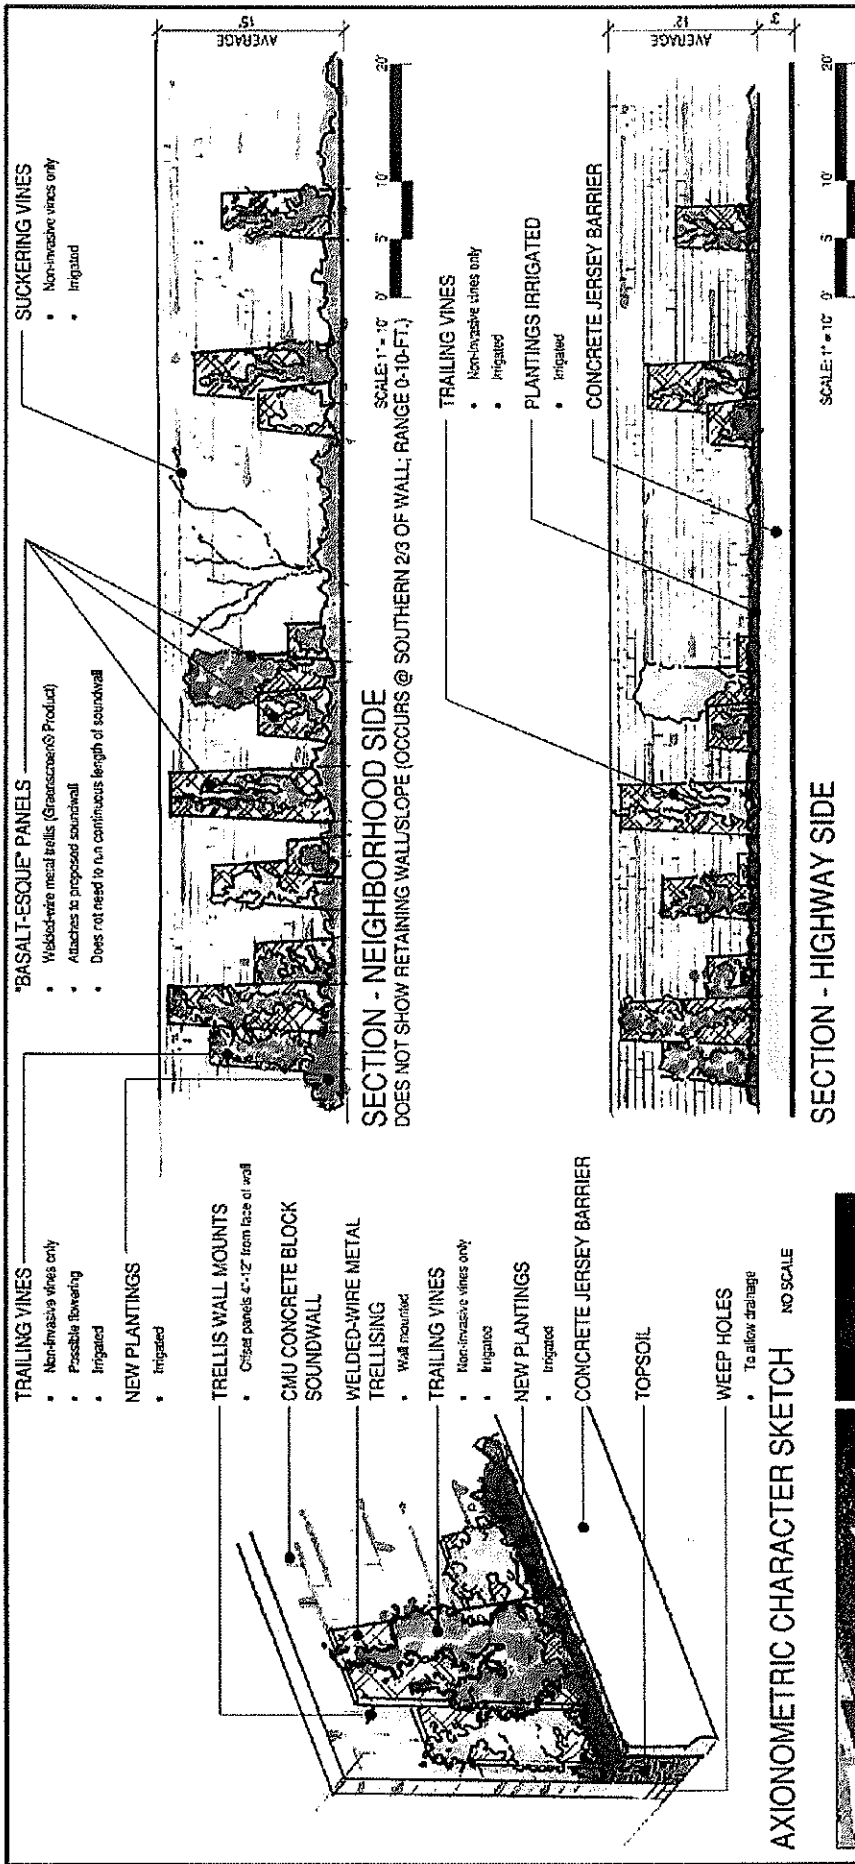 TRAILING VINES
• Non-invasive vines only
• Possible flowering
• Irrigated
NEW PLANTINGS
• Irrigated
"BASALT-ESQUE" PANELS
• Welded-wire metal trellis (Greenscreen® Product)
• Attaches to proposed soundwall
• Does not need to run continuous length of soundwall
SUCKERING VINES
• Non-invasive vines only
• Irrigated
15'
AVERAGE
SECTION - NEIGHBORHOOD SIDE
DOES NOT SHOW RETAINING WALL/SLOPE (OCCURS @ SOUTHERN 2/3 OF WALL; RANGE 0-10-FT.)
SCALE: 1" = 10'
0' 5' 10' 20'
TRELLIS WALL MOUNTS
• Offset panels 4"-12" from face of wall
CMU CONCRETE BLOCK
SOUNDWALL
WELDED-WIRE METAL
TRELLISING
• Wall mounted
TRAILING VINES
• Non-invasive vines only
• Irrigated
NEW PLANTINGS
• Irrigated
CONCRETE JERSEY BARRIER
TOPSOIL
WEEP HOLES
• To allow drainage
AXIONOMETRIC CHARACTER SKETCH NO SCALE
TRAILING VINES
• Non-invasive vines only
• Irrigated
PLANTINGS IRRIGATED
• Irrigated
CONCRETE JERSEY BARRIER
12'
AVERAGE
3'
SECTION - HIGHWAY SIDE
SCALE: 1" = 10'
0' 5' 10' 20'